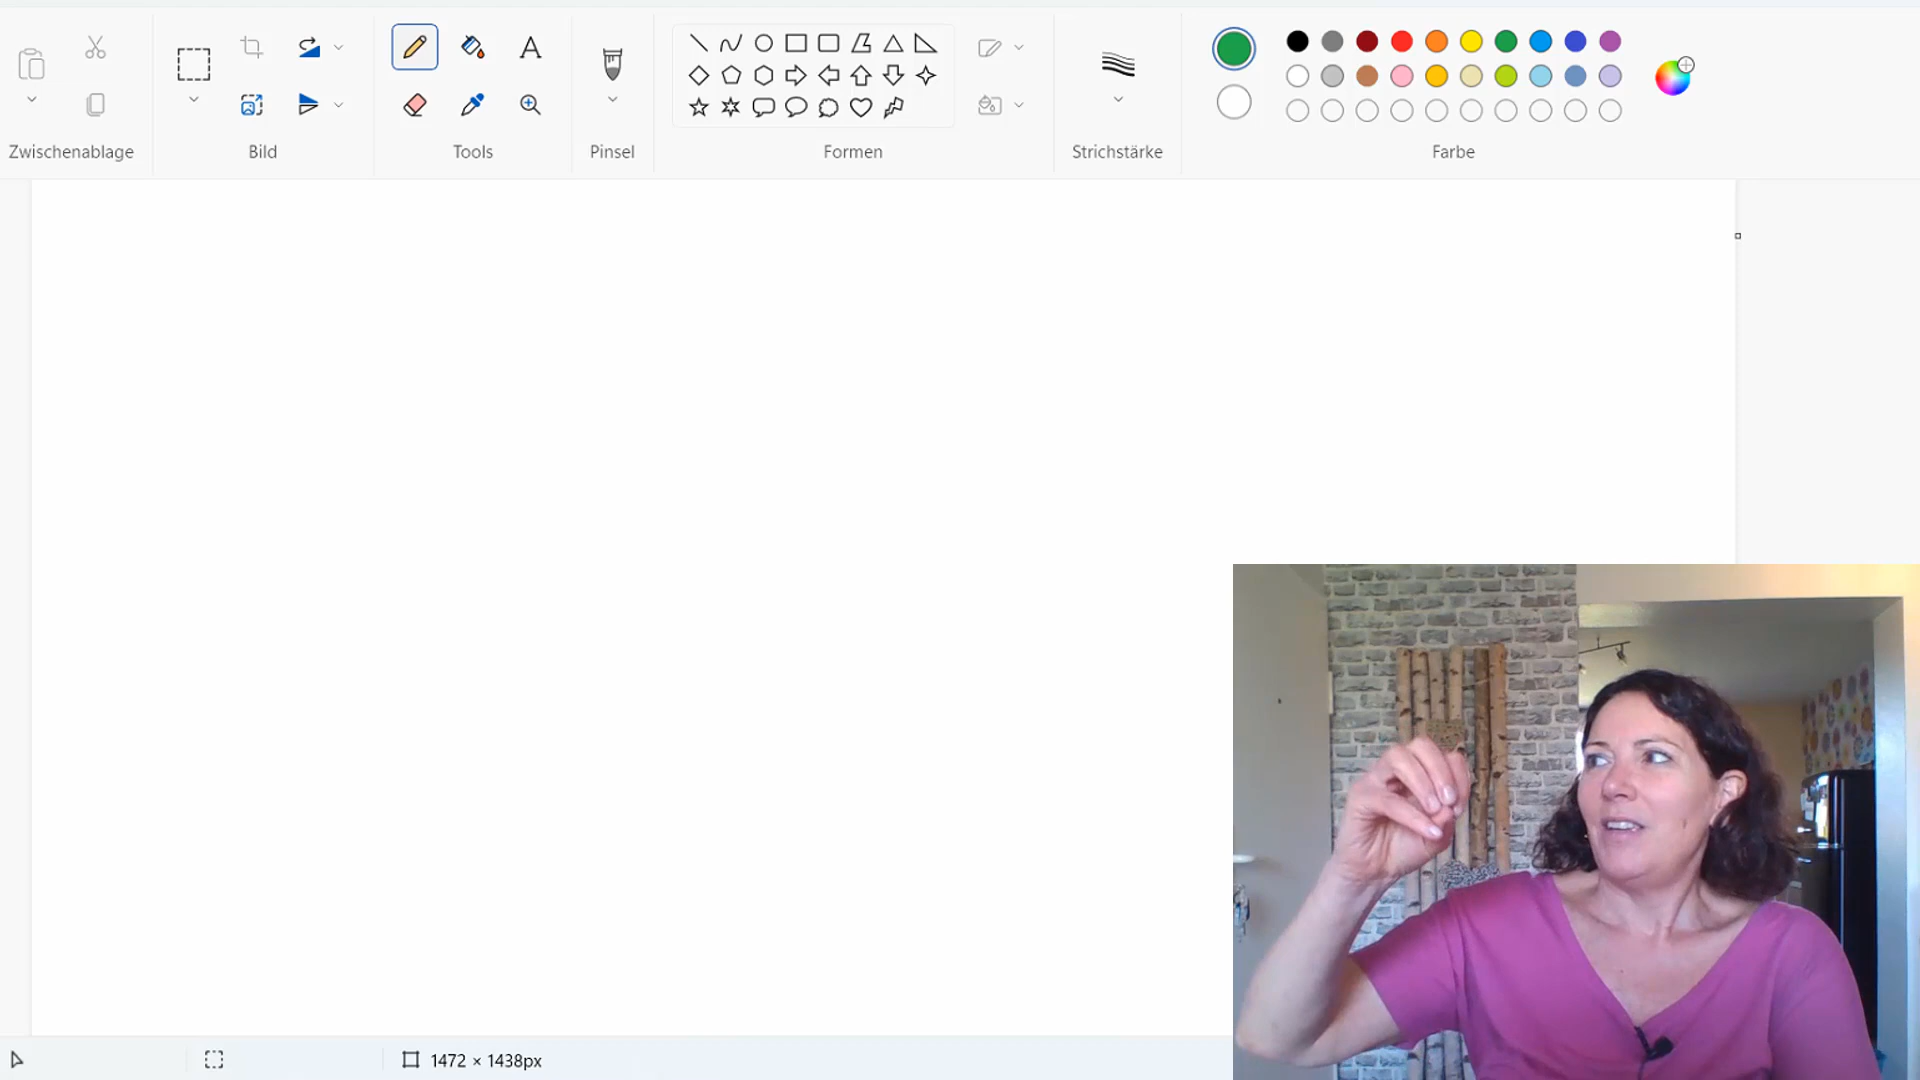 Zwischenablage
Bild
Tools
Pinsel
Formen
Strichstärke
Farbe
1472 × 1438px